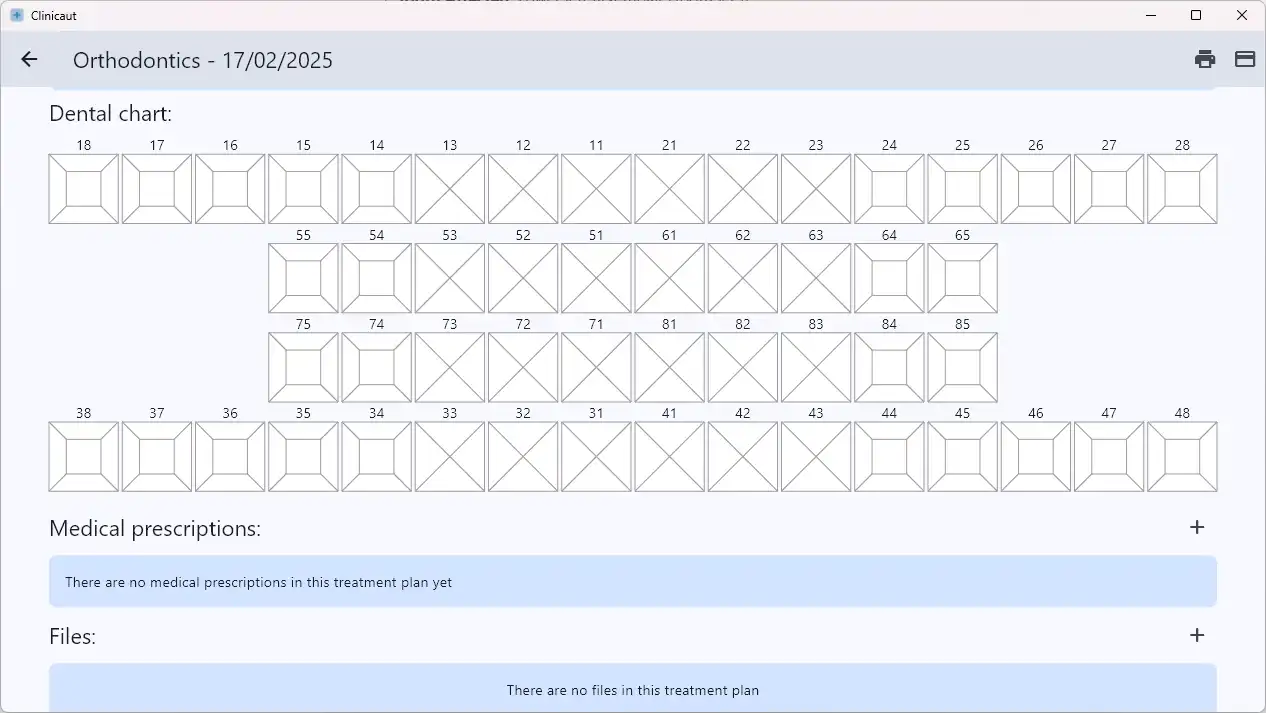 Clinicaut
Orthodontics - 17/02/2025
Dental chart:
18 17 16 15 14 13 12 11 21 22 23 24 25 26 27 28
55 54 53 52 51 61 62 63 64 65
75 74 73 72 71 81 82 83 84 85
38 37 36 35 34 33 32 31 41 42 43 44 45 46 47 48
Medical prescriptions:
There are no medical prescriptions in this treatment plan yet
Files:
There are no files in this treatment plan